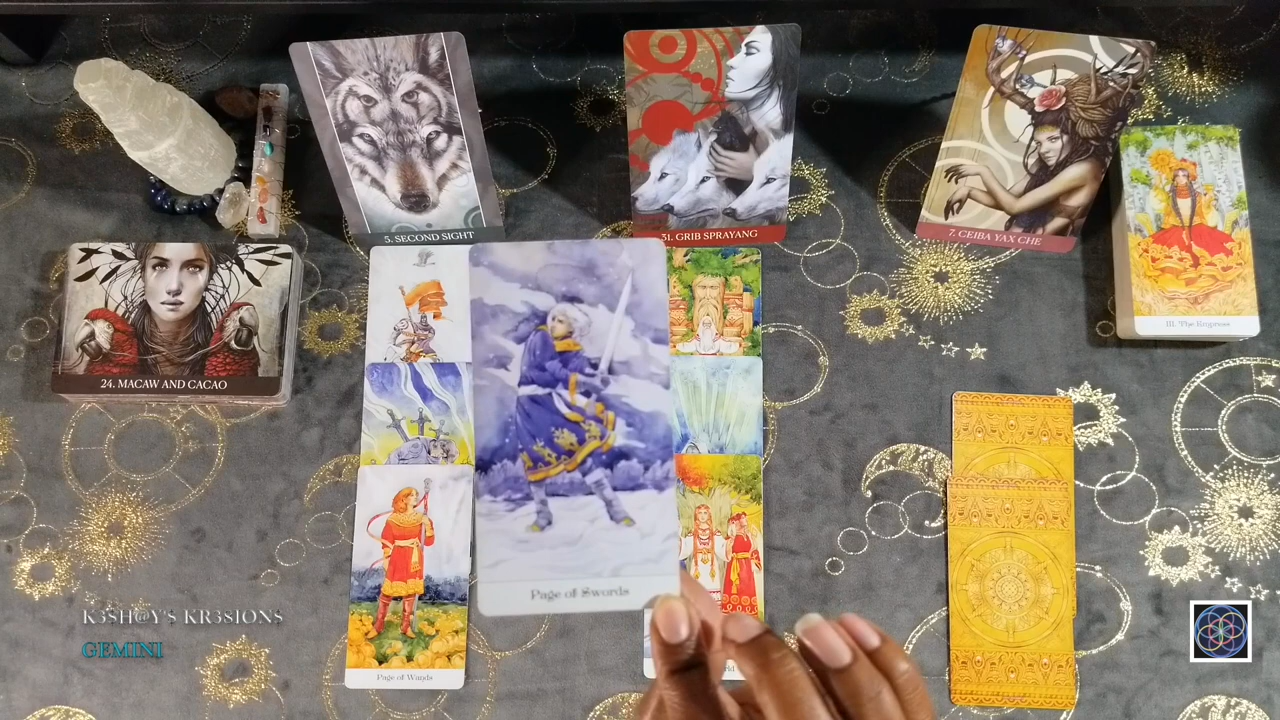 5. SECOND SIGHT
31. GRIB SPRAYANG
7. CEIBA YAX CHE
III. The Empress
24. MACAW AND CACAO
Page of Swords
K3SH@Y'S KR3SIONS
GEMINI
Page of Wands